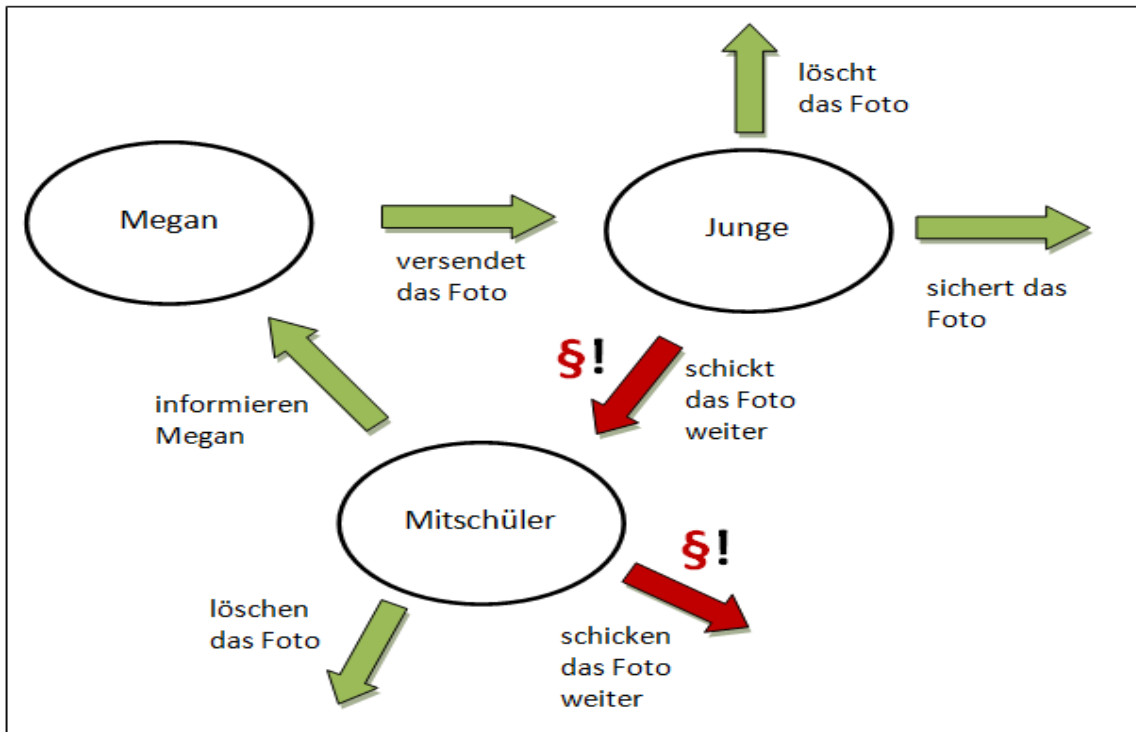 löscht
das Foto
Megan
Junge
versendet
das Foto
sichert das
Foto
§!
schickt
das Foto
weiter
informieren
Megan
Mitschüler
§!
löschen
das Foto
schicken
das Foto
weiter